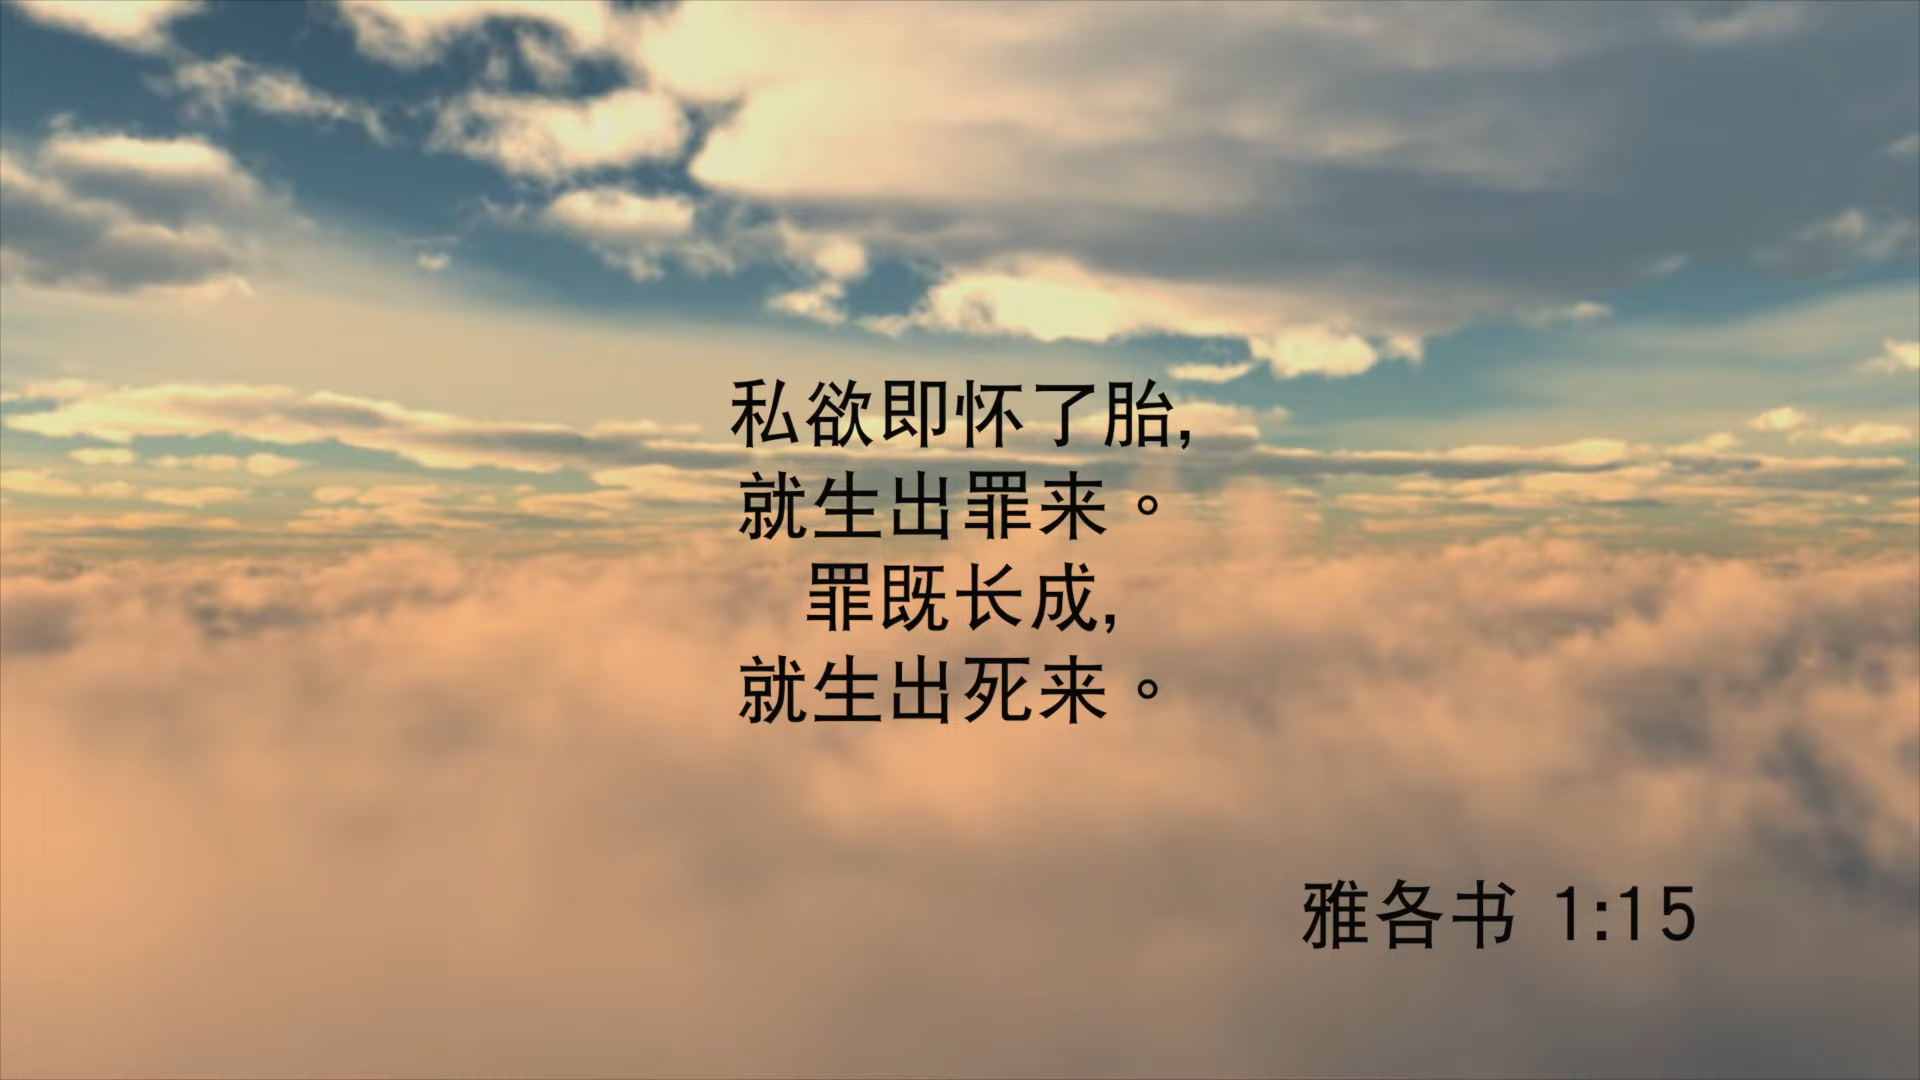 私欲即怀了胎,
就生出罪来。
罪既长成,
就生出死来。
雅各书 1:15